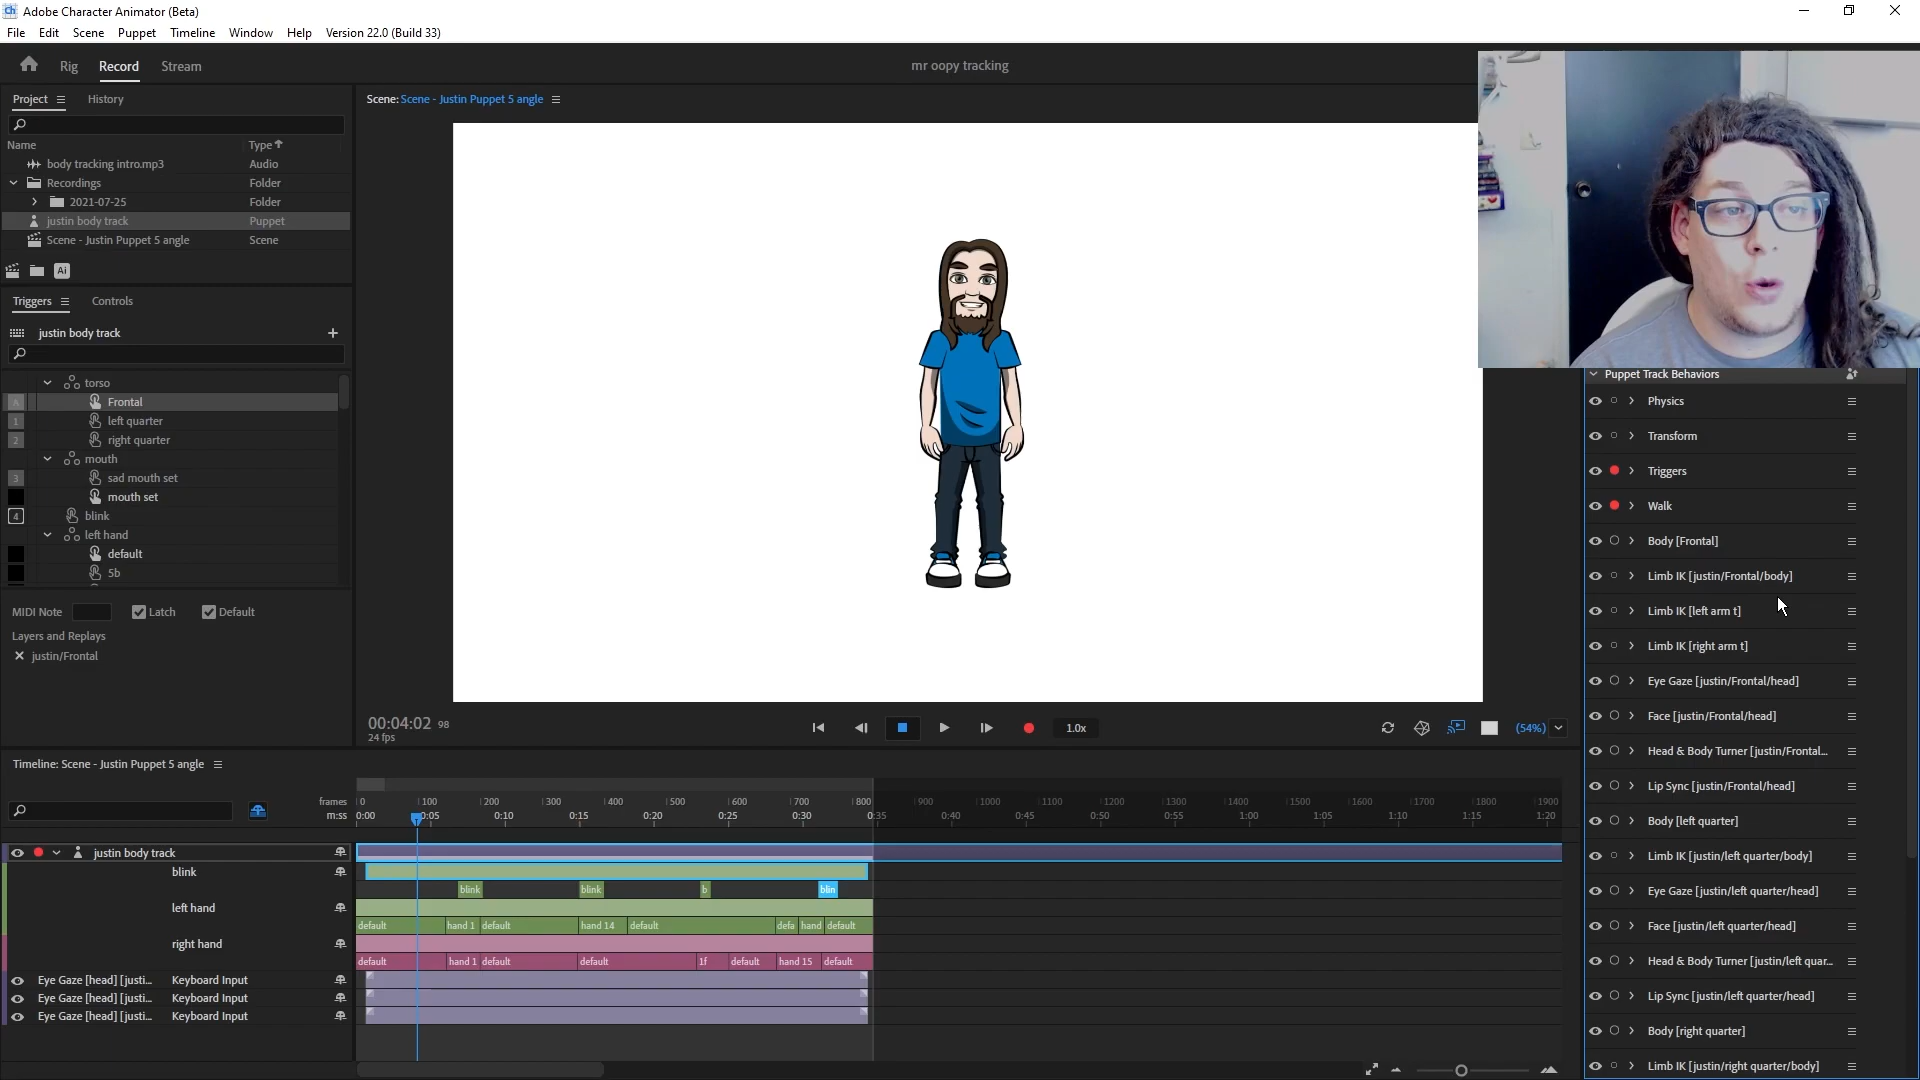 Ch Adobe Character Animator (Beta)
File Edit Scene Puppet Timeline Window Help Version 22.0 (Build 33)
Rig Record Stream
mr oopy tracking
Project History
Scene: Scene - Justin Puppet 5 angle
Name Type
body tracking intro.mp3 Audio
Recordings Folder
2021-07-25 Folder
justin body track Puppet
Scene - Justin Puppet 5 angle Scene
Ai
Triggers Controls
justin body track
torso
A Frontal
1 left quarter
2 right quarter
mouth
3 sad mouth set
mouth set
4 blink
left hand
default
5b
MIDI Note Latch Default
Layers and Replays
justin/Frontal
00:04:02 98
24 fps
1.0x
(54%)
Puppet Track Behaviors
Physics
Transform
Triggers
Walk
Body [Frontal]
Limb IK [justin/Frontal/body]
Limb IK [left arm t]
Limb IK [right arm t]
Eye Gaze [justin/Frontal/head]
Face [justin/Frontal/head]
Head & Body Turner [justin/Frontal...
Lip Sync [justin/Frontal/head]
Body [left quarter]
Limb IK [justin/left quarter/body]
Eye Gaze [justin/left quarter/head]
Face [justin/left quarter/head]
Head & Body Turner [justin/left quar...
Lip Sync [justin/left quarter/head]
Body [right quarter]
Limb IK [justin/right quarter/body]
Timeline: Scene - Justin Puppet 5 angle
frames 0 100 200 300 400 500 600 700 800 900 1000 1100 1200 1300 1400 1500 1600 1700 1800 1900
m:ss 0:00 0:05 0:10 0:15 0:20 0:25 0:30 0:35 0:40 0:45 0:50 0:55 1:00 1:05 1:10 1:15 1:20
justin body track
blink
blink blink b blin
left hand
default hand 1 default hand 14 default defa hand default
right hand
default hand 1 default default 1f default hand 15 default
Eye Gaze [head] [justi... Keyboard Input
Eye Gaze [head] [justi... Keyboard Input
Eye Gaze [head] [justi... Keyboard Input